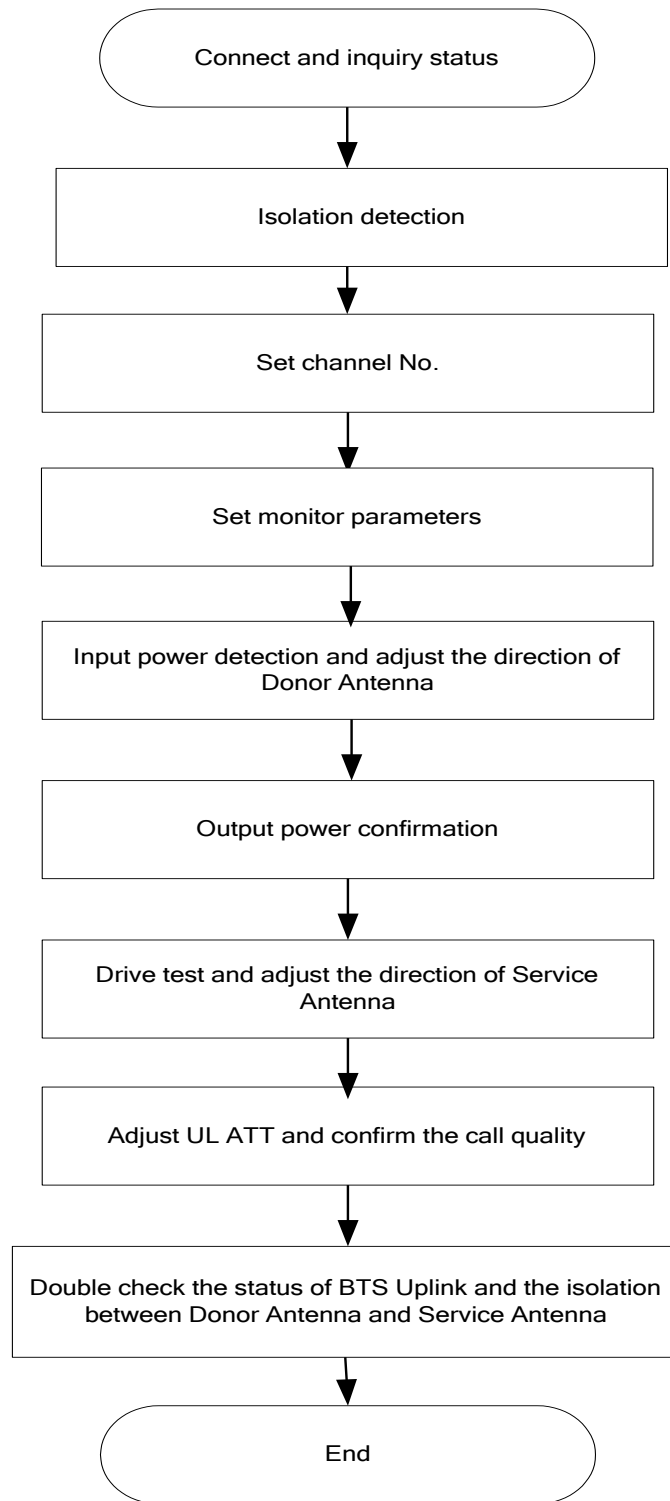 Connect and inquiry status
Isolation detection
Set channel No.
Set monitor parameters
Input power detection and adjust the direction of
Donor Antenna
Output power confirmation
Drive test and adjust the direction of Service
Antenna
Adjust UL ATT and confirm the call quality
Double check the status of BTS Uplink and the isolation
between Donor Antenna and Service Antenna
End